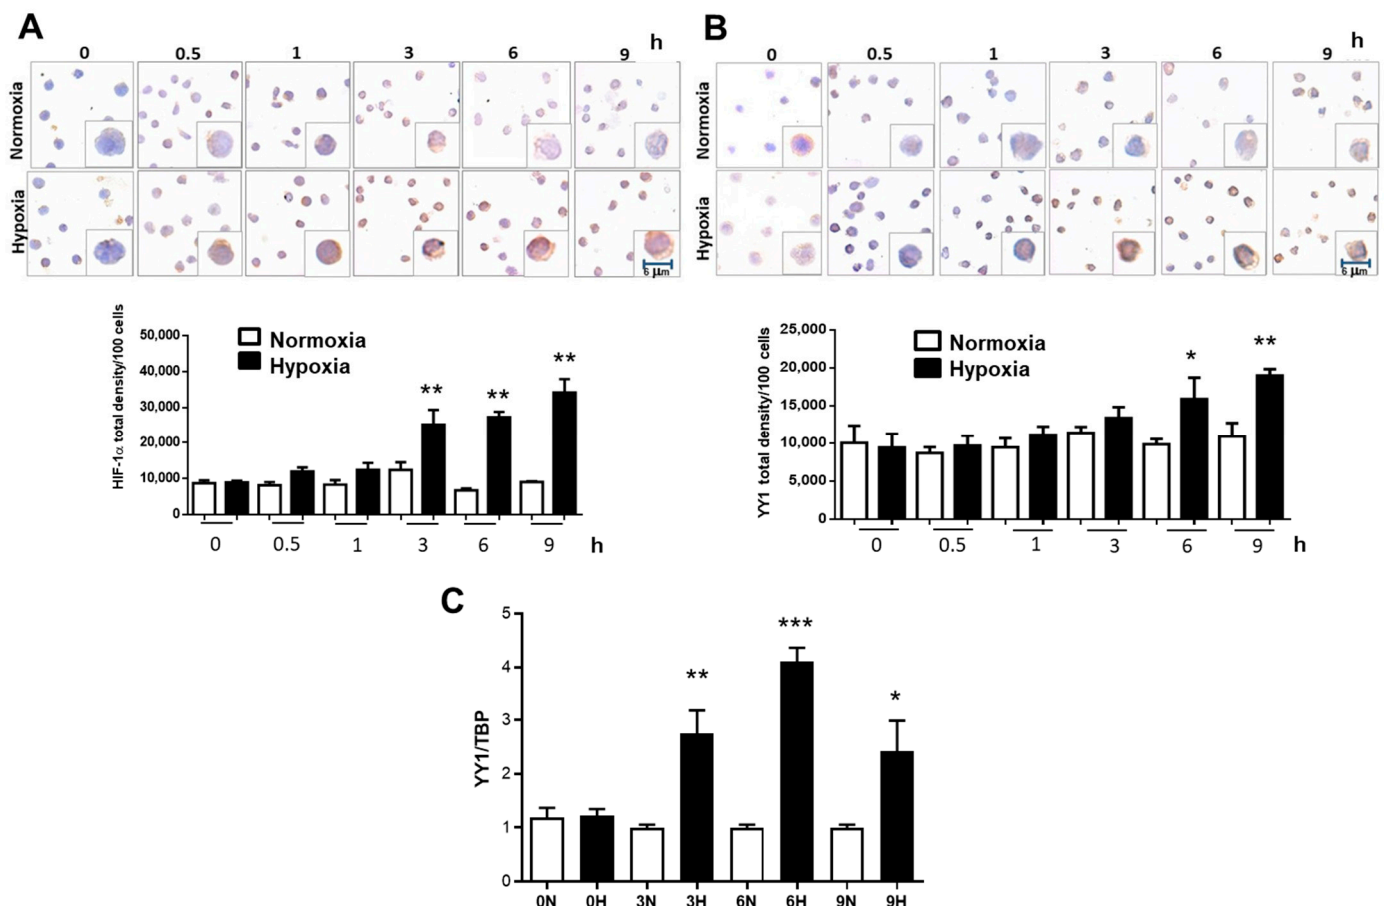 A
0 0.5 1 3 6 9 h
Normoxia
Hypoxia
6 µm
HIF-1α total density/100 cells
50,000
40,000
30,000
20,000
10,000
0
Normoxia
Hypoxia
** ** **
0 0.5 1 3 6 9 h
B
0 0.5 1 3 6 9 h
Normoxia
Hypoxia
6 µm
YY1 total density/100 cells
25,000
20,000
15,000
10,000
5,000
0
Normoxia
Hypoxia
* **
0 0.5 1 3 6 9 h
C
YY1/TBP
5
4
3
2
1
0
** *** *
0N 0H 3N 3H 6N 6H 9N 9H